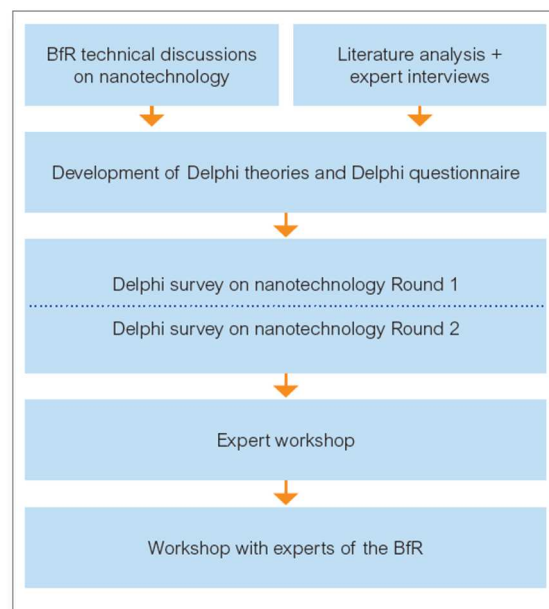 BfR technical discussions
on nanotechnology
Literature analysis +
expert interviews
Development of Delphi theories and Delphi questionnaire
Delphi survey on nanotechnology Round 1
Delphi survey on nanotechnology Round 2
Expert workshop
Workshop with experts of the BfR